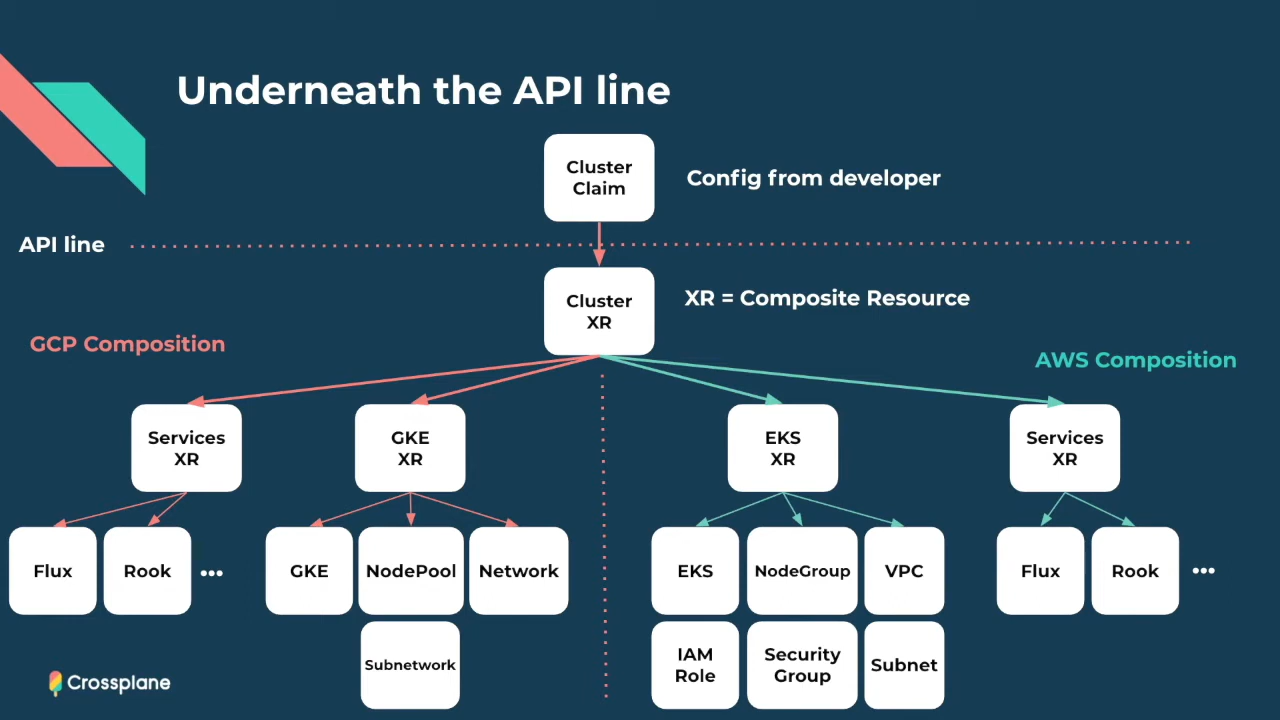 Underneath the API line
Cluster
Claim
Config from developer
API line
Cluster
XR
XR = Composite Resource
GCP Composition
AWS Composition
Services
XR
GKE
XR
EKS
XR
Services
XR
Flux
Rook
...
GKE
NodePool
Network
EKS
NodeGroup
VPC
Flux
Rook
...
Subnetwork
IAM
Role
Security
Group
Subnet
Crossplane